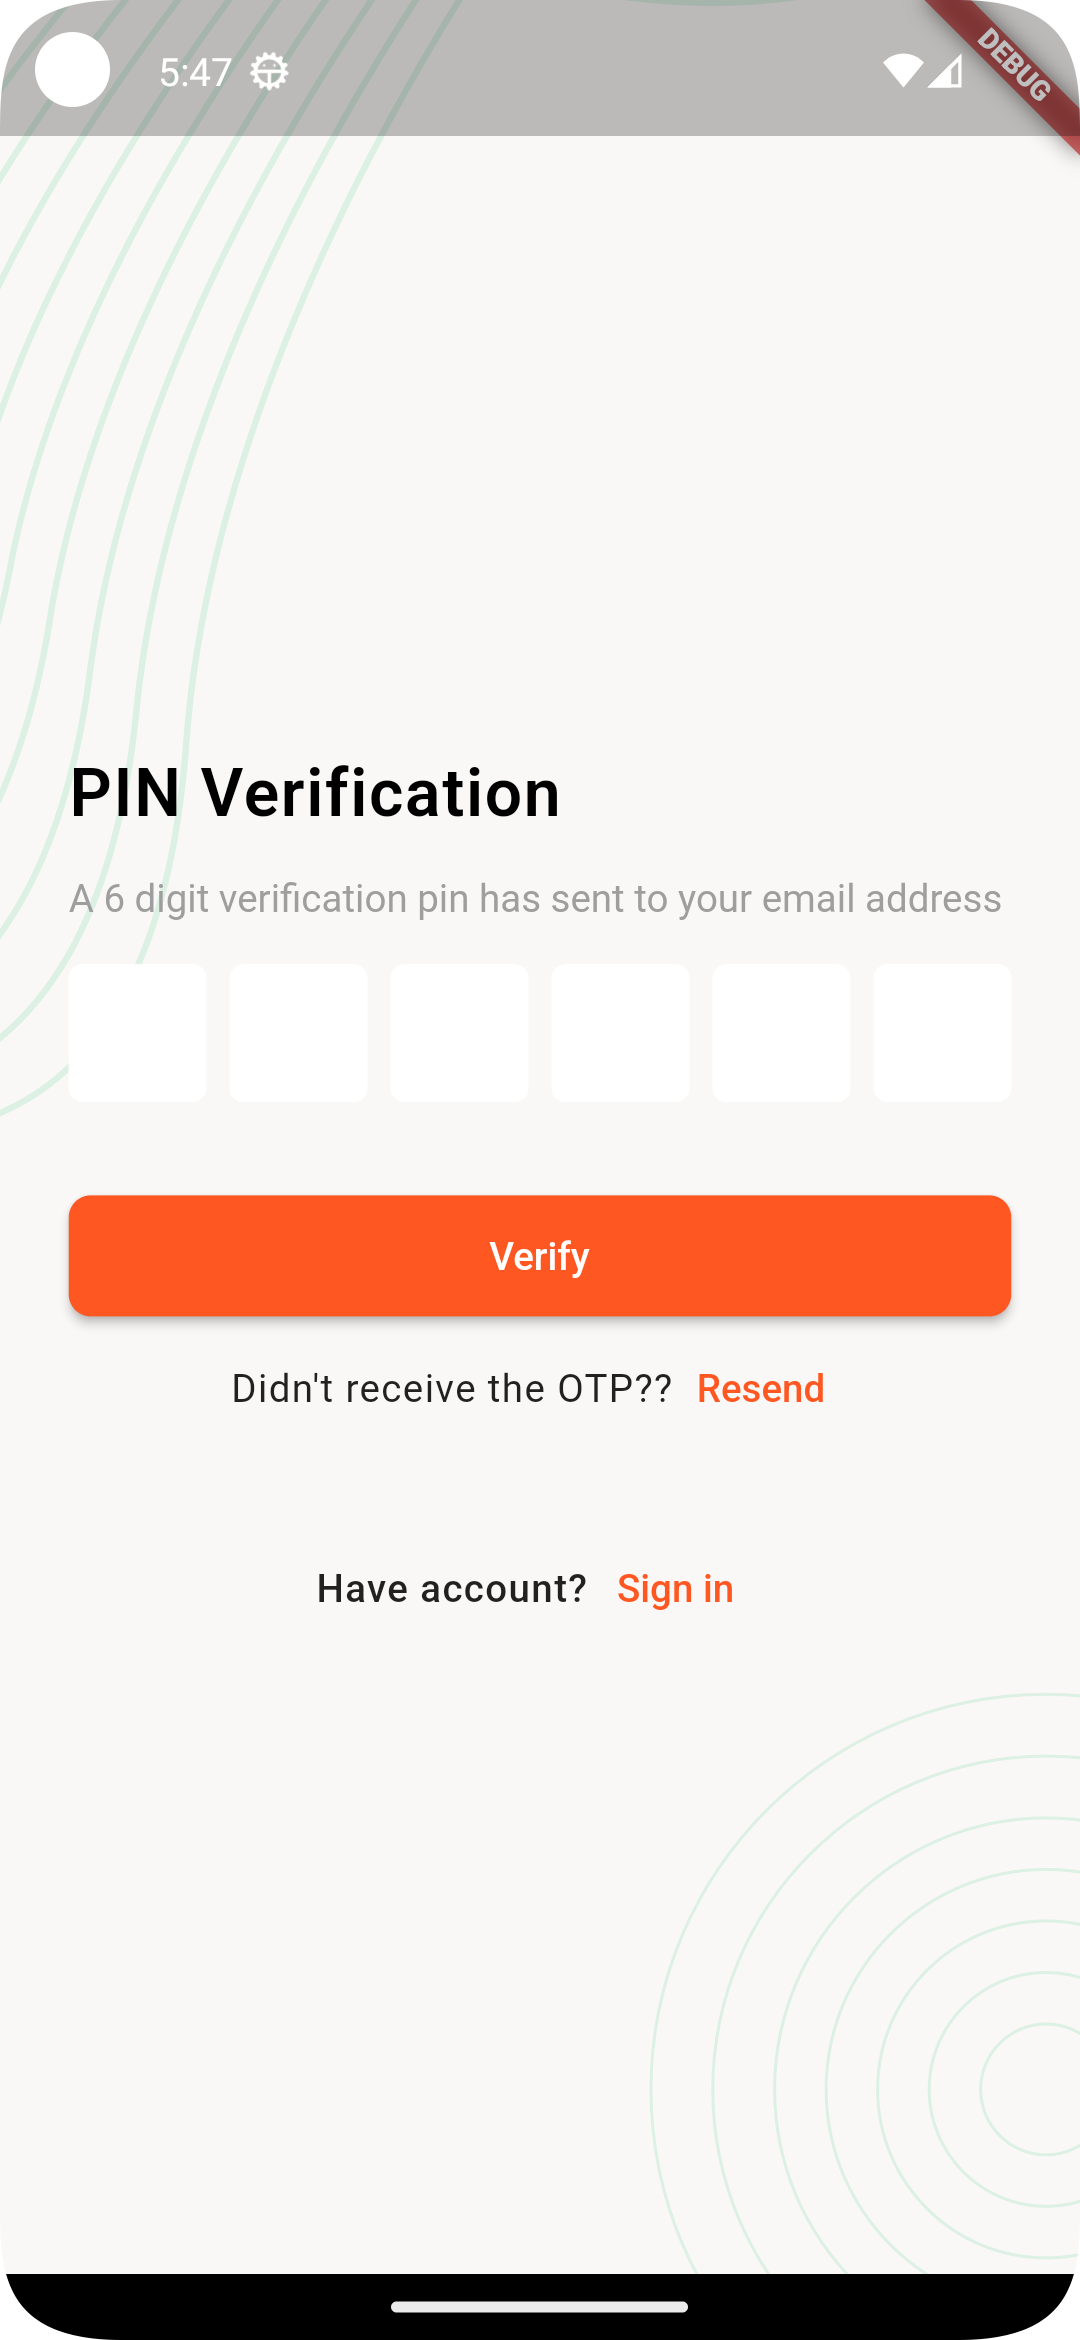 5:47
DEBUG
PIN Verification
A 6 digit verification pin has sent to your email address
Verify
Didn't receive the OTP?? Resend
Have account? Sign in